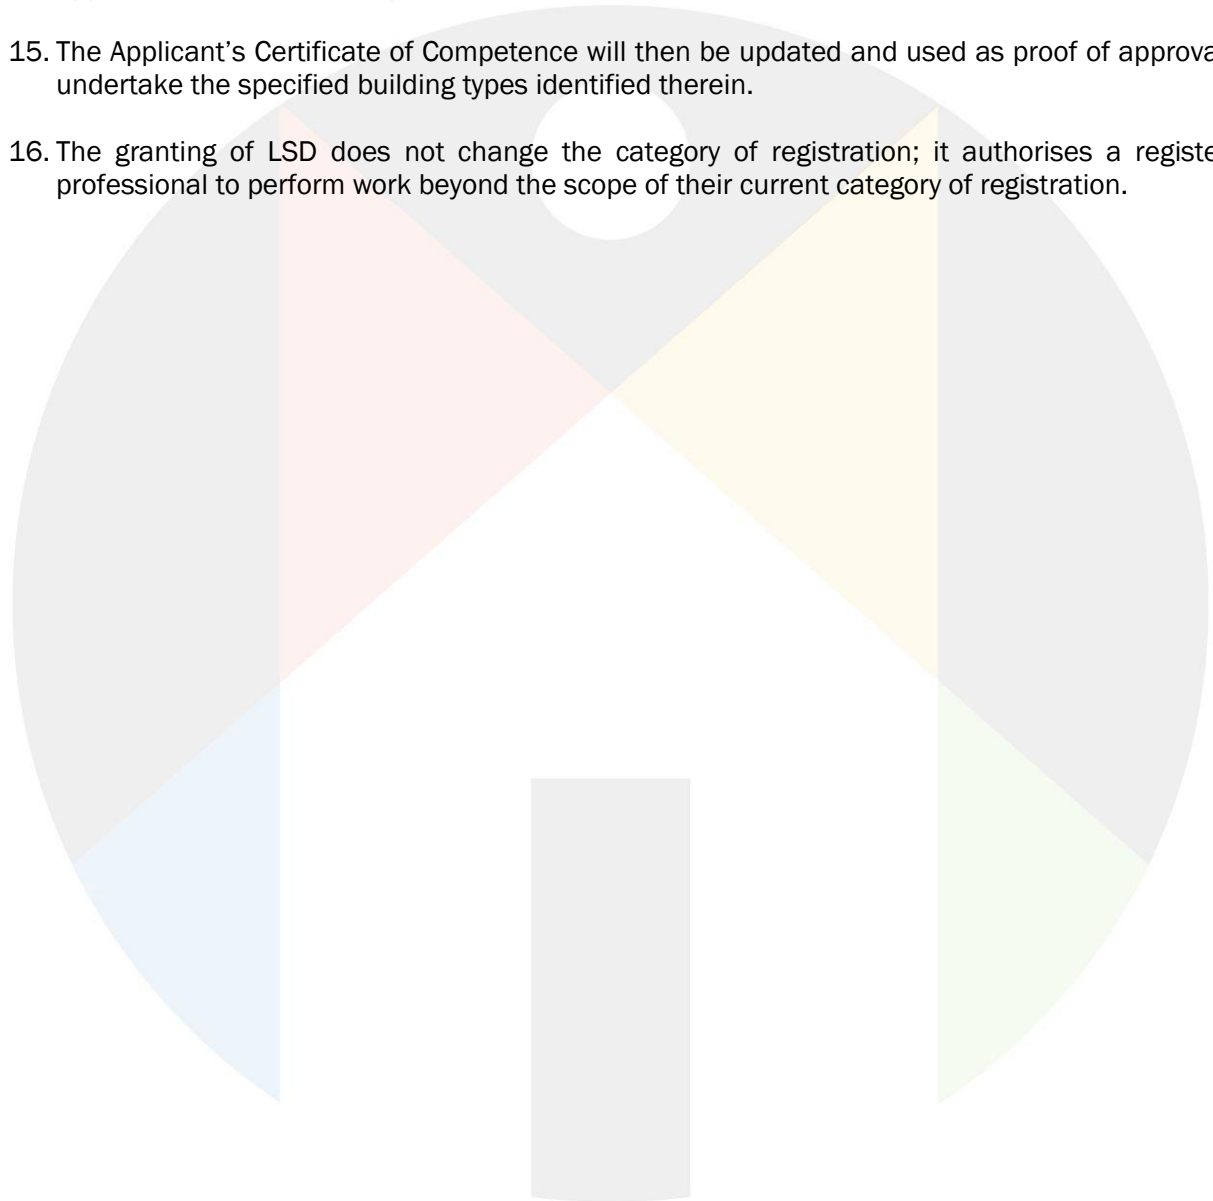 15. The Applicant's Certificate of Competence will then be updated and used as proof of
undertake the specified building types identified therein.
16. The granting of LSD does not change the category of registration; it authorises a
professional to perform work beyond the scope of their current category of registration.